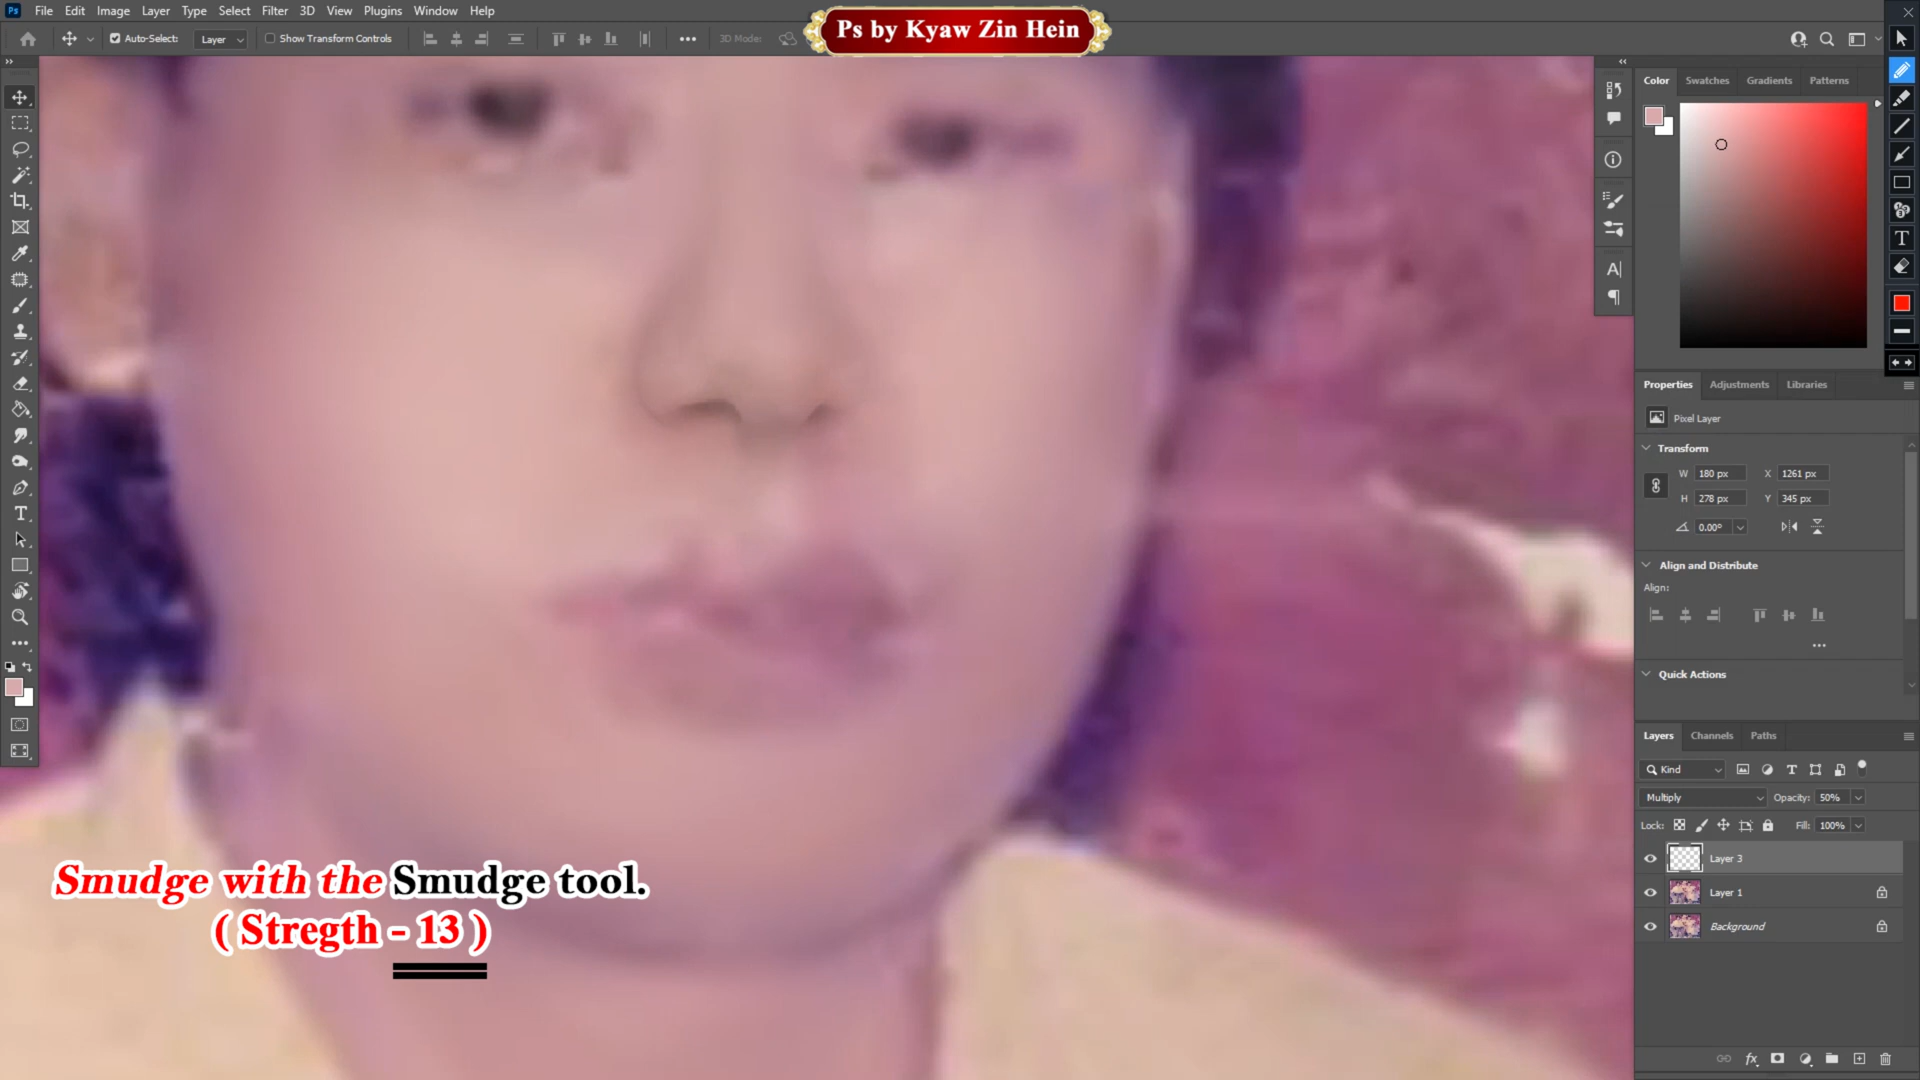 Ps File Edit Image Layer Type Select Filter 3D View Plugins Window Help
Ps by Kyaw Zin Hein
Auto-Select: Layer Show Transform Controls 3D Mode:
Color Swatches Gradients Patterns
Properties Adjustments Libraries
Pixel Layer
Transform
W 180 px X 1261 px
H 278 px Y 345 px
0.00°
Align and Distribute
Align:
Quick Actions
Layers Channels Paths
Kind
Multiply Opacity: 50%
Lock: Fill: 100%
Layer 3
Layer 1
Background
Smudge with the Smudge tool.
( Stregth - 13 )